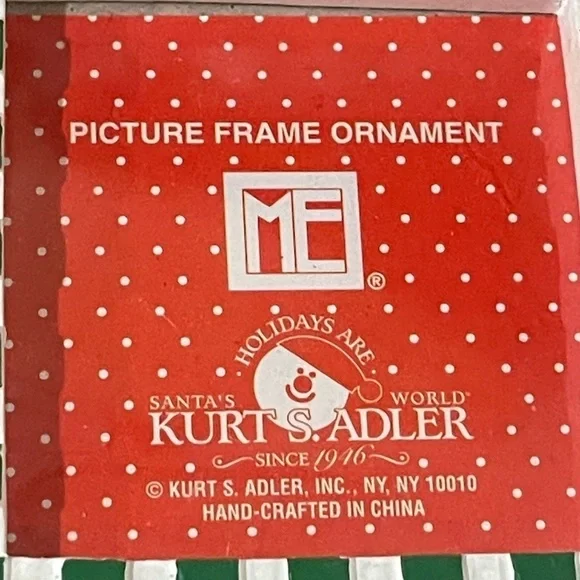 PICTURE FRAME ORNAMENT
ME ®
· HOLIDAYS ARE ·
SANTA'S WORLD™
KURT S. ADLER
SINCE 1946
© KURT S. ADLER, INC., NY, NY 10010
HAND-CRAFTED IN CHINA